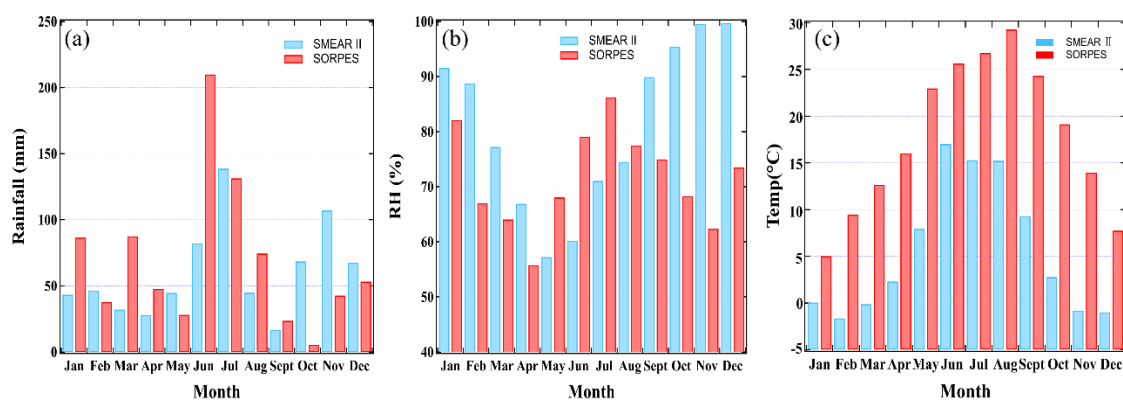 (a)
SMEAR II
SORPES
Rainfall (mm)
250
200
150
100
50
0
Jan Feb Mar Apr May Jun Jul Aug Sept Oct Nov Dec
Month
(b)
SMEAR II
SORPES
RH (%)
100
90
80
70
60
50
40
Jan Feb Mar Apr May Jun Jul Aug Sept Oct Nov Dec
Month
(c)
SMEAR II
SORPES
Temp(°C)
30
25
20
15
10
5
0
-5
Jan Feb Mar Apr May Jun Jul Aug Sept Oct Nov Dec
Month